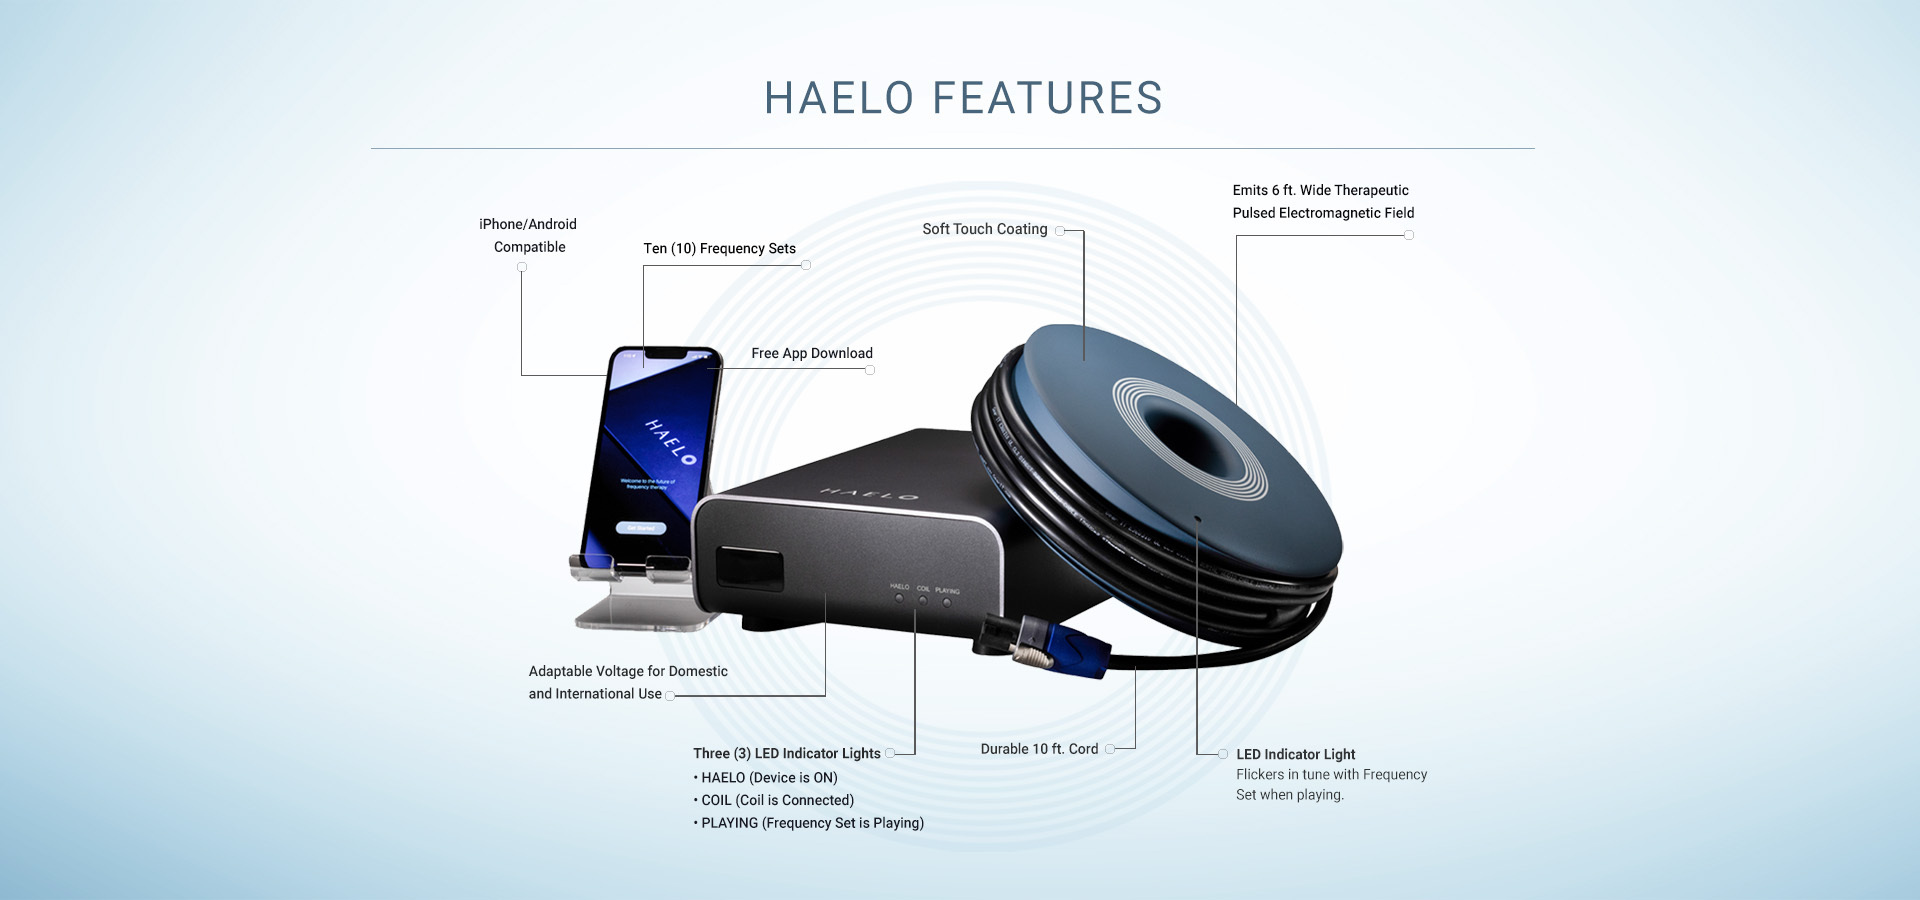 HAELO FEATURES
iPhone/Android
Compatible
Ten (10) Frequency Sets
Free App Download
Soft Touch Coating
Emits 6 ft. Wide Therapeutic
Pulsed Electromagnetic Field
HAELO
Welcome to the future of
frequency therapy
Get Started
HAELO
HAELO COIL PLAYING
Adaptable Voltage for Domestic
and International Use
Three (3) LED Indicator Lights
• HAELO (Device is ON)
• COIL (Coil is Connected)
• PLAYING (Frequency Set is Playing)
Durable 10 ft. Cord
LED Indicator Light
Flickers in tune with Frequency
Set when playing.